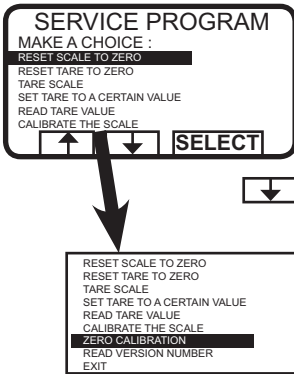 SERVICE PROGRAM
MAKE A CHOICE :
RESET SCALE TO ZERO
RESET TARE TO ZERO
TARE SCALE
SET TARE TO A CERTAIN VALUE
READ TARE VALUE
CALIBRATE THE SCALE
SELECT
RESET SCALE TO ZERO
RESET TARE TO ZERO
TARE SCALE
SET TARE TO A CERTAIN VALUE
READ TARE VALUE
CALIBRATE THE SCALE
ZERO CALIBRATION
READ VERSION NUMBER
EXIT